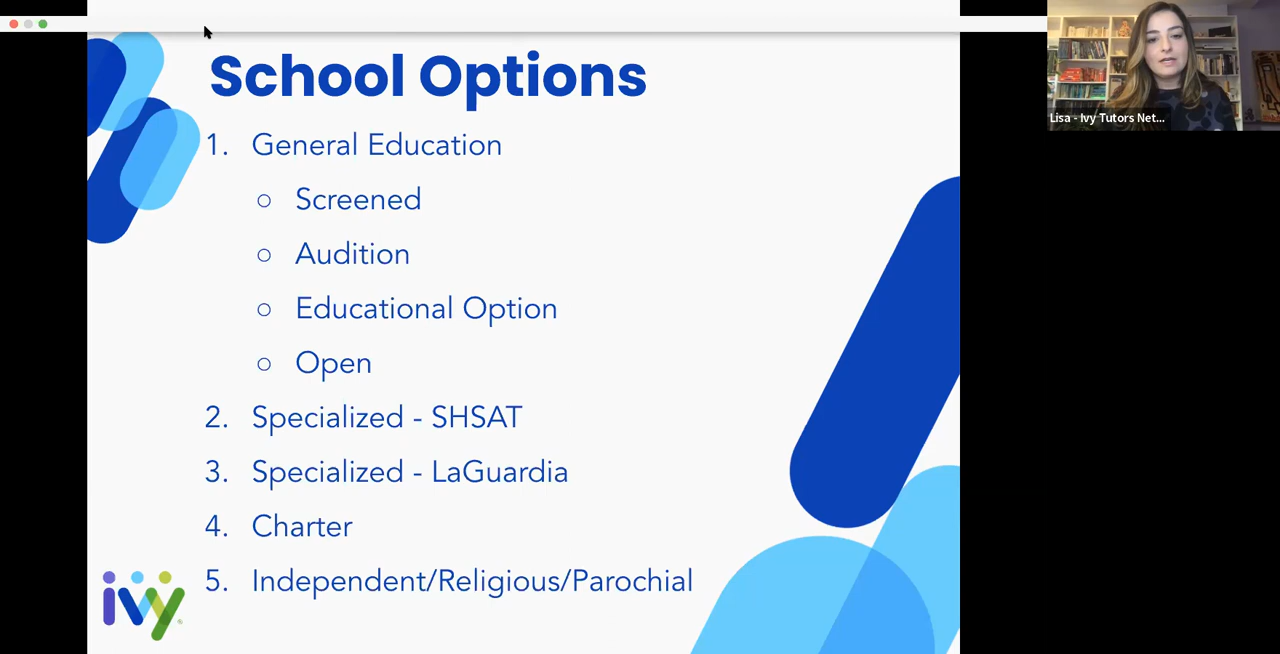 School Options
1. General Education
○ Screened
○ Audition
○ Educational Option
○ Open
2. Specialized - SHSAT
3. Specialized - LaGuardia
4. Charter
5. Independent/Religious/Parochial
ivy
Lisa - Ivy Tutors Net...